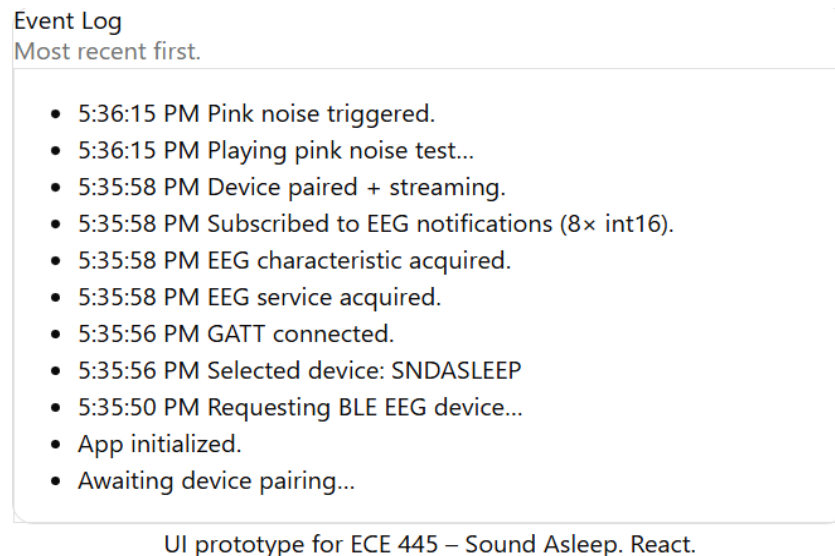 Event Log
Most recent first.
5:36:15 PM Pink noise triggered.
5:36:15 PM Playing pink noise test...
5:35:58 PM Device paired + streaming.
5:35:58 PM Subscribed to EEG notifications (8× int16).
5:35:58 PM EEG characteristic acquired.
5:35:58 PM EEG service acquired.
5:35:56 PM GATT connected.
5:35:56 PM Selected device: SNDASLEEP
5:35:50 PM Requesting BLE EEG device...
App initialized.
Awaiting device pairing...
UI prototype for ECE 445 – Sound Asleep. React.